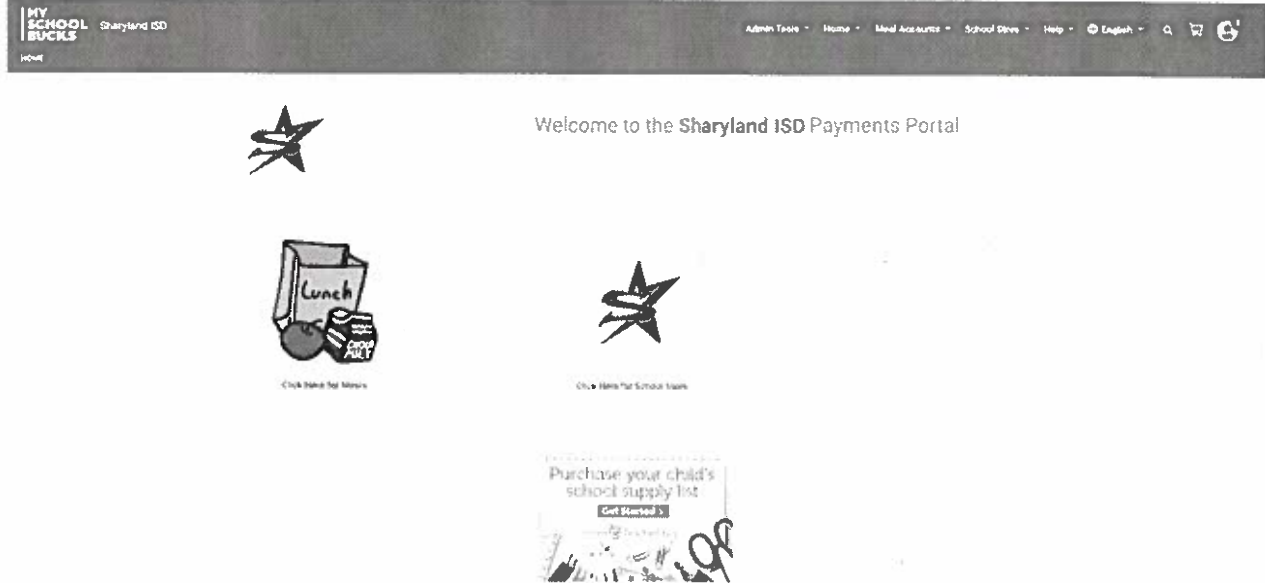 MY
SCHOOL
BUCKS
Sharyland ISD
Admin Tools
Home
Meal Accounts
School Store
Help
English
HOME
Welcome to the Sharyland ISD Payments Portal
Lunch
Click Here for Meals
Click Here for School Store
Purchase your child's
school supply list
Get Started >